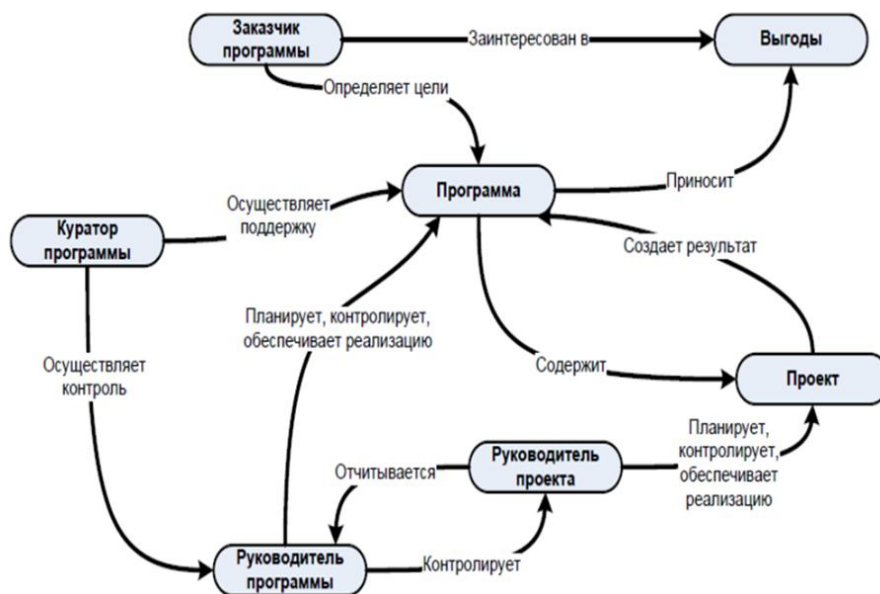 Заказчик
программы
Заинтересован в
Выгоды
Определяет цели
Программа
Приносит
Осуществляет
поддержку
Куратор
программы
Создает результат
Планирует, контролирует,
обеспечивает реализацию
Осуществляет
контроль
Содержит
Проект
Планирует,
контролирует,
обеспечивает
реализацию
Руководитель
проекта
Отчитывается
Руководитель
программы
Контролирует